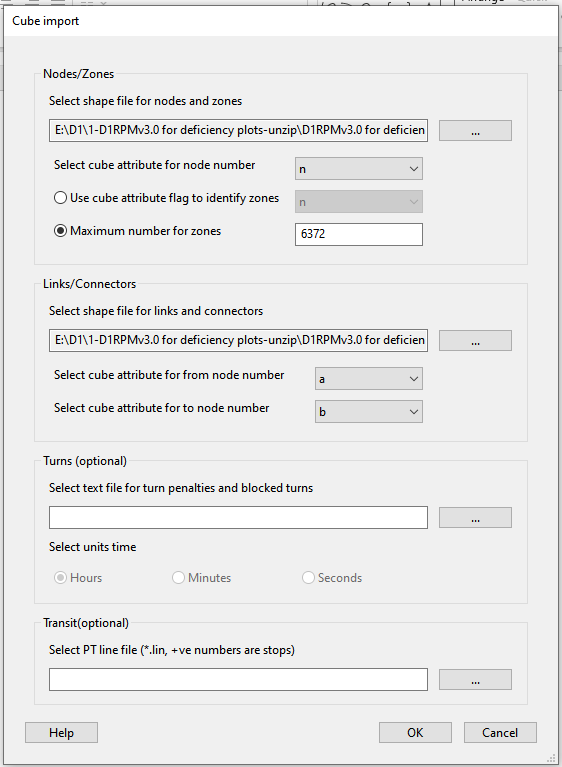 Cube import
Nodes/Zones
Select shape file for nodes and zones
E:\D1\1-D1RPMv3.0 for deficiency plots-unzip\D1RPMv3.0 for deficien
...
Select cube attribute for node number
n
Use cube attribute flag to identify zones
n
Maximum number for zones
6372
Links/Connectors
Select shape file for links and connectors
E:\D1\1-D1RPMv3.0 for deficiency plots-unzip\D1RPMv3.0 for deficien
...
Select cube attribute for from node number
a
Select cube attribute for to node number
b
Turns (optional)
Select text file for turn penalties and blocked turns
...
Select units time
Hours
Minutes
Seconds
Transit(optional)
Select PT line file (*.lin, +ve numbers are stops)
...
Help
OK
Cancel